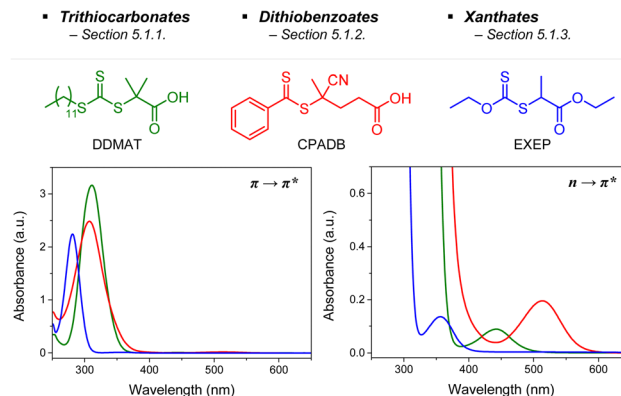 ▪ Trithiocarbonates
– Section 5.1.1.
▪ Dithiobenzoates
– Section 5.1.2.
▪ Xanthates
– Section 5.1.3.
S
11 S S OH
O
DDMAT
S CN
S OH
O
CPADB
S
O S O
O
EXEP
π → π*
Absorbance (a.u.)
3
2
1
0
300 400 500 600
Wavelength (nm)
n → π*
Absorbance (a.u.)
0.6
0.4
0.2
0.0
300 400 500 600
Wavelength (nm)